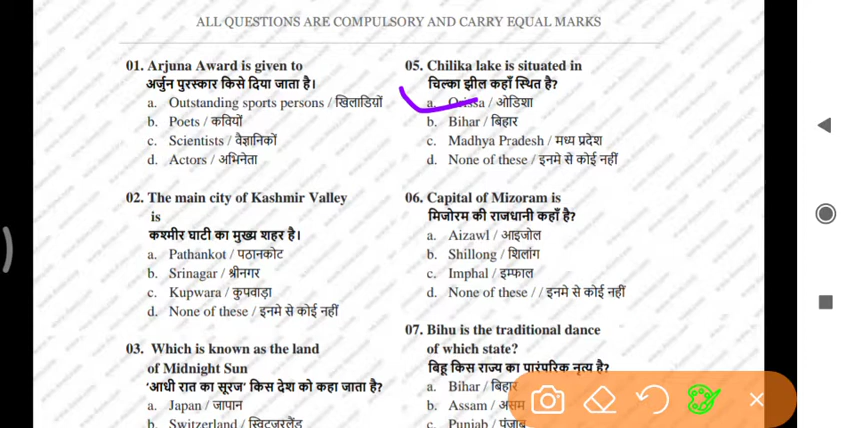 ALL QUESTIONS ARE COMPULSORY AND CARRY EQUAL MARKS
01. Arjuna Award is given to
अर्जुन पुरस्कार किसे दिया जाता है।
a. Outstanding sports persons / खिलाडियों
b. Poets / कवियों
c. Scientists / वैज्ञानिकों
d. Actors / अभिनेता
02. The main city of Kashmir Valley
is
कश्मीर घाटी का मुख्य शहर है।
a. Pathankot / पठानकोट
b. Srinagar / श्रीनगर
c. Kupwara / कुपवाड़ा
d. None of these / इनमे से कोई नहीं
03. Which is known as the land
of Midnight Sun
'आधी रात का सूरज' किस देश को कहा जाता है?
a. Japan / जापान
b. Switzerland / स्विटजरलैंड
05. Chilika lake is situated in
चिल्का झील कहाँ स्थित है?
a. Orissa / ओडिशा
b. Bihar / बिहार
c. Madhya Pradesh / मध्य प्रदेश
d. None of these / इनमे से कोई नहीं
06. Capital of Mizoram is
मिजोरम की राजधानी कहाँ है?
a. Aizawl / आइजोल
b. Shillong / शिलांग
c. Imphal / इम्फाल
d. None of these / / इनमे से कोई नहीं
07. Bihu is the traditional dance
of which state?
बिहू किस राज्य का पारंपरिक नृत्य है?
a. Bihar / बिहार
b. Assam / असम
c. Punjab / पंजाब